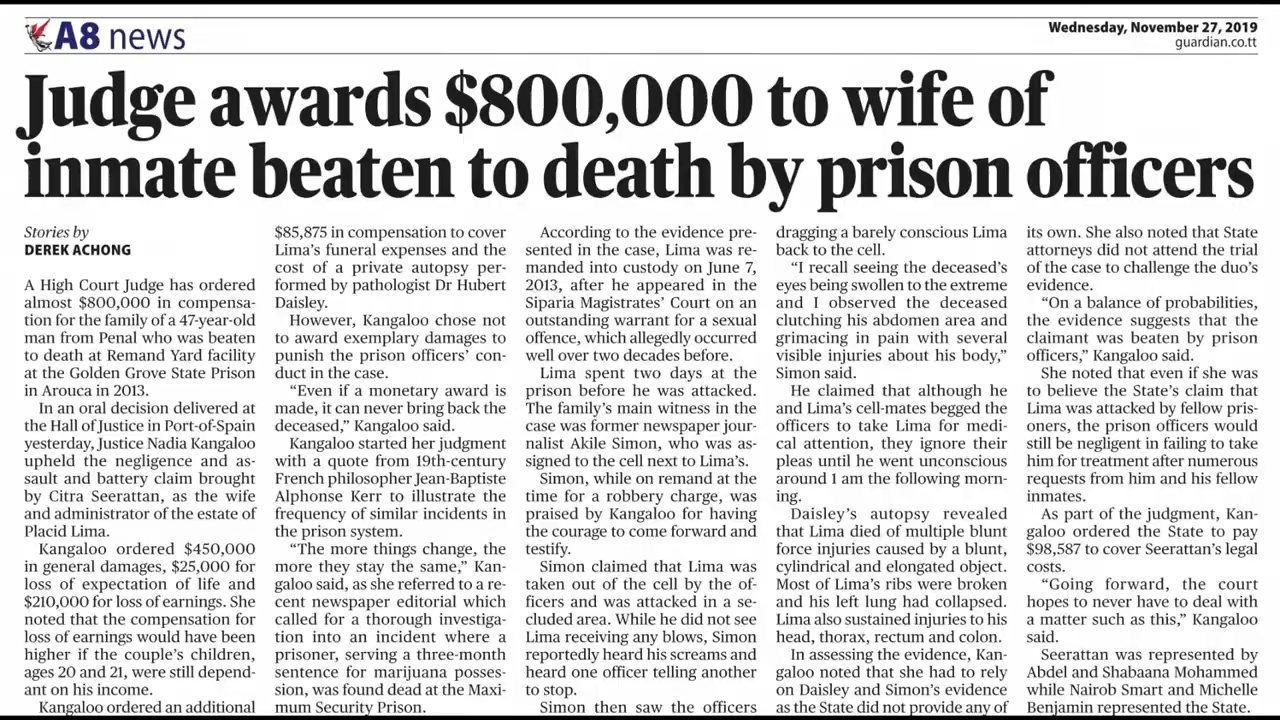 A8 news
Wednesday, November 27, 2019
guardian.co.tt
Judge awards $800,000 to wife of
inmate beaten to death by prison officers
Stories by
DEREK ACHONG
A High Court Judge has ordered
almost $800,000 in compensa-
tion for the family of a 47-year-old
man from Penal who was beaten
to death at Remand Yard facility
at the Golden Grove State Prison
in Arouca in 2013.
In an oral decision delivered at
the Hall of Justice in Port-of-Spain
yesterday, Justice Nadia Kangaloo
upheld the negligence and as-
sault and battery claim brought
by Citra Seerattan, as the wife
and administrator of the estate of
Placid Lima.
Kangaloo ordered $450,000
in general damages, $25,000 for
loss of expectation of life and
$210,000 for loss of earnings. She
noted that the compensation for
loss of earnings would have been
higher if the couple's children,
ages 20 and 21, were still depend-
ant on his income.
Kangaloo ordered an additional
$85,875 in compensation to cover
Lima's funeral expenses and the
cost of a private autopsy per-
formed by pathologist Dr Hubert
Daisley.
However, Kangaloo chose not
to award exemplary damages to
punish the prison officers' con-
duct in the case.
"Even if a monetary award is
made, it can never bring back the
deceased," Kangaloo said.
Kangaloo started her judgment
with a quote from 19th-century
French philosopher Jean-Baptiste
Alphonse Kerr to illustrate the
frequency of similar incidents in
the prison system.
"The more things change, the
more they stay the same," Kan-
galoo said, as she referred to a re-
cent newspaper editorial which
called for a thorough investiga-
tion into an incident where a
prisoner, serving a three-month
sentence for marijuana posses-
sion, was found dead at the Maxi-
mum Security Prison.
According to the evidence pre-
sented in the case, Lima was re-
manded into custody on June 7,
2013, after he appeared in the
Siparia Magistrates' Court on an
outstanding warrant for a sexual
offence, which allegedly occurred
well over two decades before.
Lima spent two days at the
prison before he was attacked.
The family's main witness in the
case was former newspaper jour-
nalist Akile Simon, who was as-
signed to the cell next to Lima's.
Simon, while on remand at the
time for a robbery charge, was
praised by Kangaloo for having
the courage to come forward and
testify.
Simon claimed that Lima was
taken out of the cell by the of-
ficers and was attacked in a se-
cluded area. While he did not see
Lima receiving any blows, Simon
reportedly heard his screams and
heard one officer telling another
to stop.
Simon then saw the officers
dragging a barely conscious Lima
back to the cell.
"I recall seeing the deceased's
eyes being swollen to the extreme
and I observed the deceased
clutching his abdomen area and
grimacing in pain with several
visible injuries about his body,"
Simon said.
He claimed that although he
and Lima's cell-mates begged the
officers to take Lima for medi-
cal attention, they ignore their
pleas until he went unconscious
around 1 am the following morn-
ing.
Daisley's autopsy revealed
that Lima died of multiple blunt
force injuries caused by a blunt,
cylindrical and elongated object.
Most of Lima's ribs were broken
and his left lung had collapsed.
Lima also sustained injuries to his
head, thorax, rectum and colon.
In assessing the evidence, Kan-
galoo noted that she had to rely
on Daisley and Simon's evidence
as the State did not provide any of
its own. She also noted that State
attorneys did not attend the trial
of the case to challenge the duo's
evidence.
"On a balance of probabilities,
the evidence suggests that the
claimant was beaten by prison
officers," Kangaloo said.
She noted that even if she was
to believe the State's claim that
Lima was attacked by fellow pris-
oners, the prison officers would
still be negligent in failing to take
him for treatment after numerous
requests from him and his fellow
inmates.
As part of the judgment, Kan-
galoo ordered the State to pay
$98,587 to cover Seerattan's legal
costs.
"Going forward, the court
hopes to never have to deal with
a matter such as this," Kangaloo
said.
Seerattan was represented by
Abdel and Shabaana Mohammed
while Nairob Smart and Michelle
Benjamin represented the State.